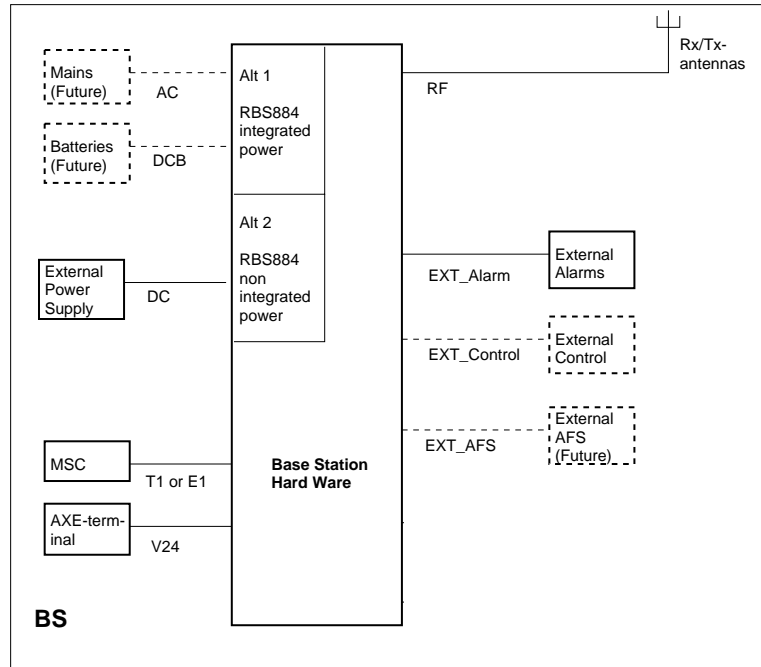 Mains
(Future)
AC
Batteries
(Future)
DCB
Alt 1
RBS884
integrated
power
Alt 2
RBS884
non
integrated
power
External
Power
Supply
DC
MSC
T1 or E1
AXE-term-
inal
V24
Base Station
Hard Ware
RF
Rx/Tx-
antennas
EXT_Alarm
External
Alarms
EXT_Control
External
Control
EXT_AFS
External
AFS
(Future)
BS